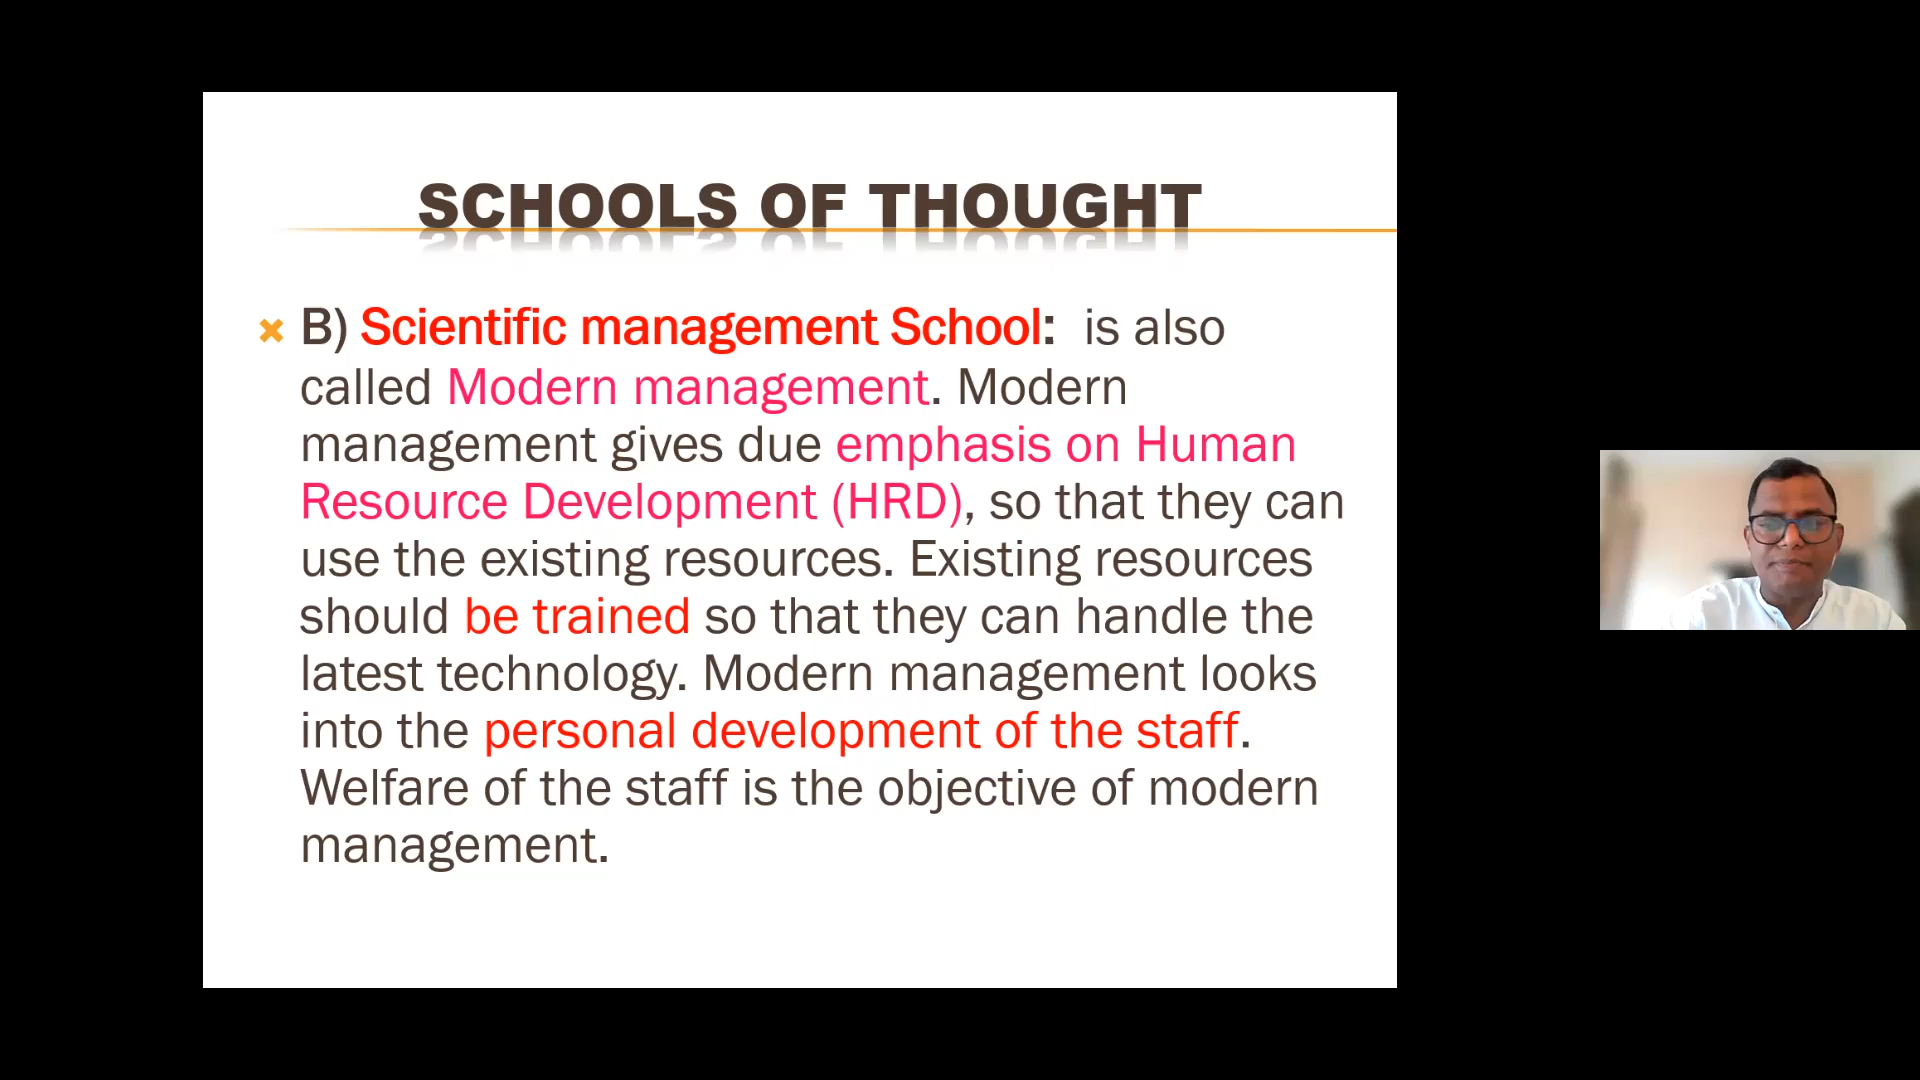 SCHOOLS OF THOUGHT
B) Scientific management School: is also
called Modern management. Modern
management gives due emphasis on Human
Resource Development (HRD), so that they can
use the existing resources. Existing resources
should be trained so that they can handle the
latest technology. Modern management looks
into the personal development of the staff.
Welfare of the staff is the objective of modern
management.